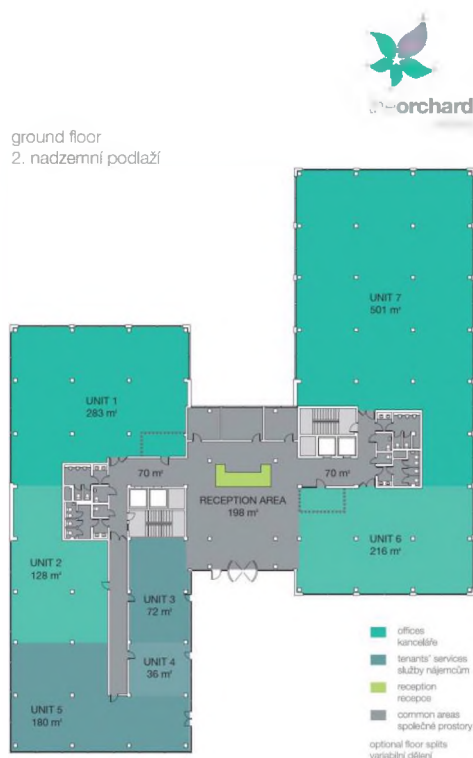 orchard
ground floor
2. nadzemní podlaží
UNIT 7
501 m²
UNIT 1
283 m²
70 m²
70 m²
RECEPTION AREA
198 m²
UNIT 2
128 m²
UNIT 6
216 m²
UNIT 3
72 m²
UNIT 4
36 m²
UNIT 5
180 m²
offices
kanceláře
tenants' services
služby nájemcům
reception
recepce
common areas
společné prostory
optional floor splits
variabilní dělení